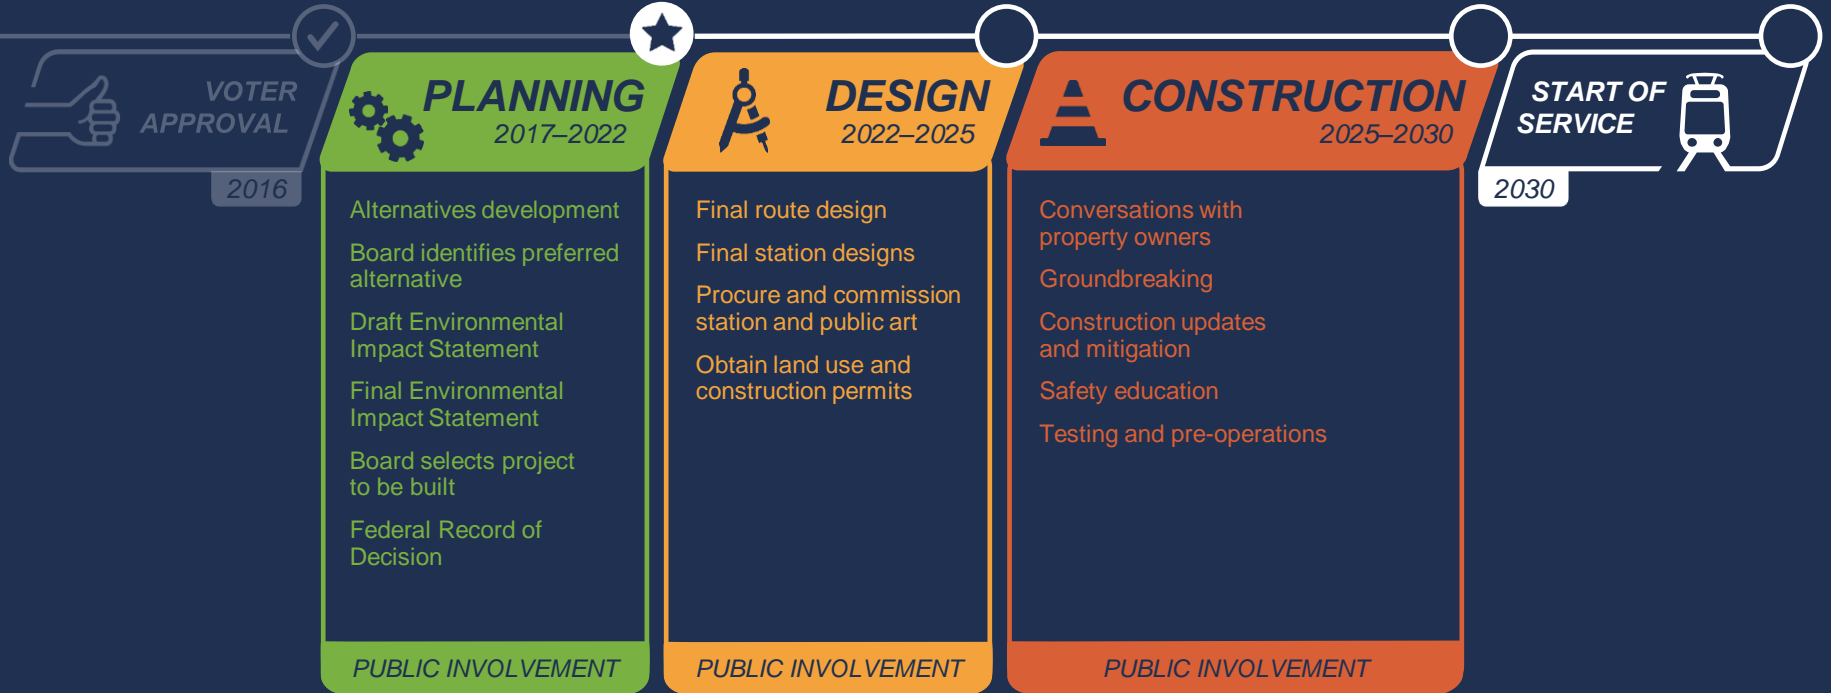 VOTER
APPROVAL
2016
PLANNING
2017–2022
Alternatives development
Board identifies preferred
alternative
Draft Environmental
Impact Statement
Final Environmental
Impact Statement
Board selects project
to be built
Federal Record of
Decision
PUBLIC INVOLVEMENT
DESIGN
2022–2025
Final route design
Final station designs
Procure and commission
station and public art
Obtain land use and
construction permits
PUBLIC INVOLVEMENT
CONSTRUCTION
2025–2030
Conversations with
property owners
Groundbreaking
Construction updates
and mitigation
Safety education
Testing and pre-operations
PUBLIC INVOLVEMENT
START OF
SERVICE
2030